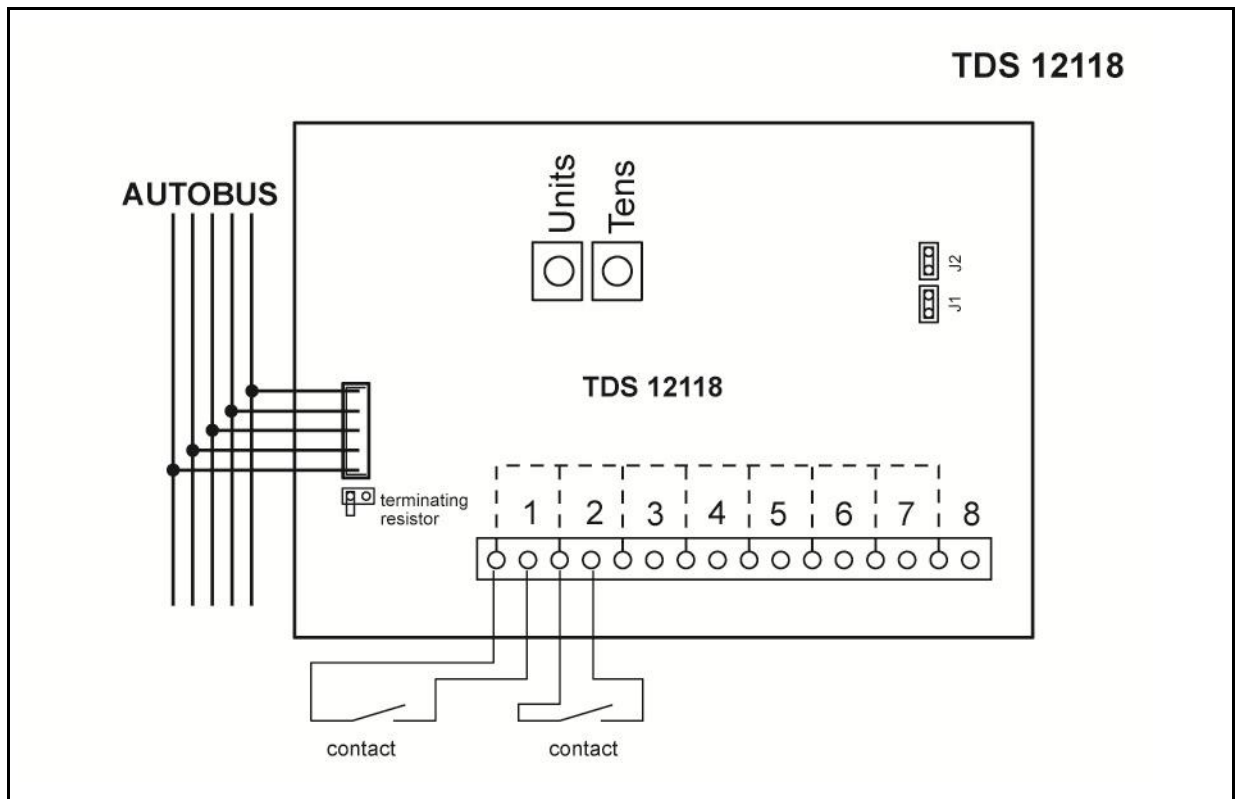 TDS 12118
AUTOBUS
Units
Tens
J2
J1
TDS 12118
terminating
resistor
1 2 3 4 5 6 7 8
contact contact